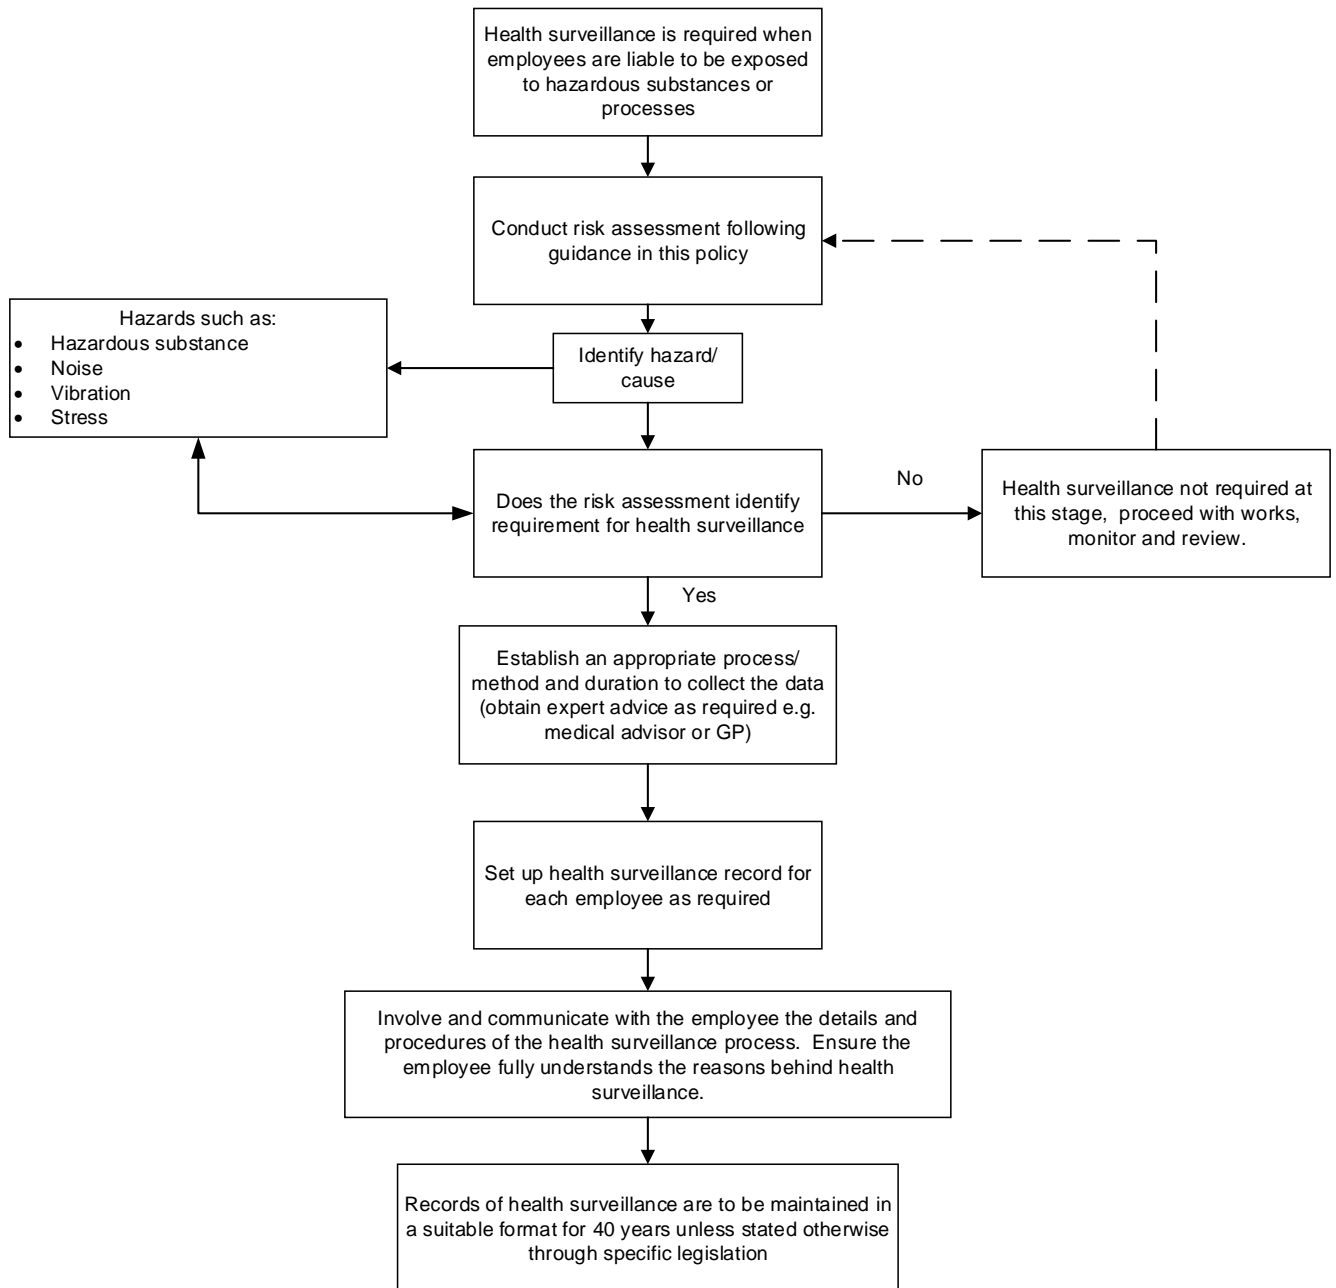 Health surveillance is required when
employees are liable to be exposed
to hazardous substances or
processes
Conduct risk assessment following
guidance in this policy
Hazards such as:
• Hazardous substance
• Noise
• Vibration
• Stress
Identify hazard/
cause
Does the risk assessment identify
requirement for health surveillance
No
Health surveillance not required at
this stage, proceed with works,
monitor and review.
Yes
Establish an appropriate process/
method and duration to collect the data
(obtain expert advice as required e.g.
medical advisor or GP)
Set up health surveillance record for
each employee as required
Involve and communicate with the employee the details and
procedures of the health surveillance process. Ensure the
employee fully understands the reasons behind health
surveillance.
Records of health surveillance are to be maintained in
a suitable format for 40 years unless stated otherwise
through specific legislation